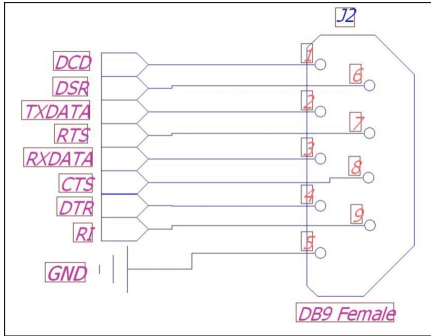 J2
DCD 1
DSR 6
TXDATA 2
RTS 7
RXDATA 3
CTS 8
DTR 4
RI 9
GND 5
DB9 Female